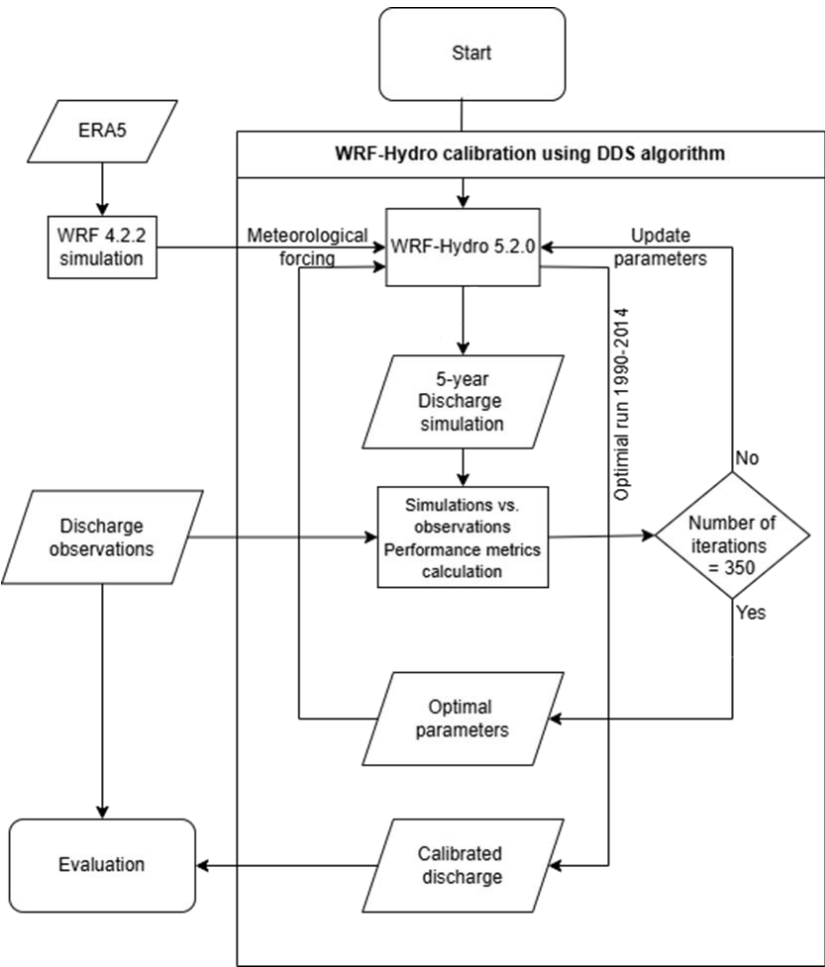 Start
ERA5
WRF-Hydro calibration using DDS algorithm
WRF 4.2.2
simulation
Meteorological
forcing
WRF-Hydro 5.2.0
Update
parameters
Optimial run 1990-2014
5-year
Discharge
simulation
No
Discharge
observations
Simulations vs.
observations
Performance metrics
calculation
Number of
iterations
= 350
Yes
Optimal
parameters
Evaluation
Calibrated
discharge